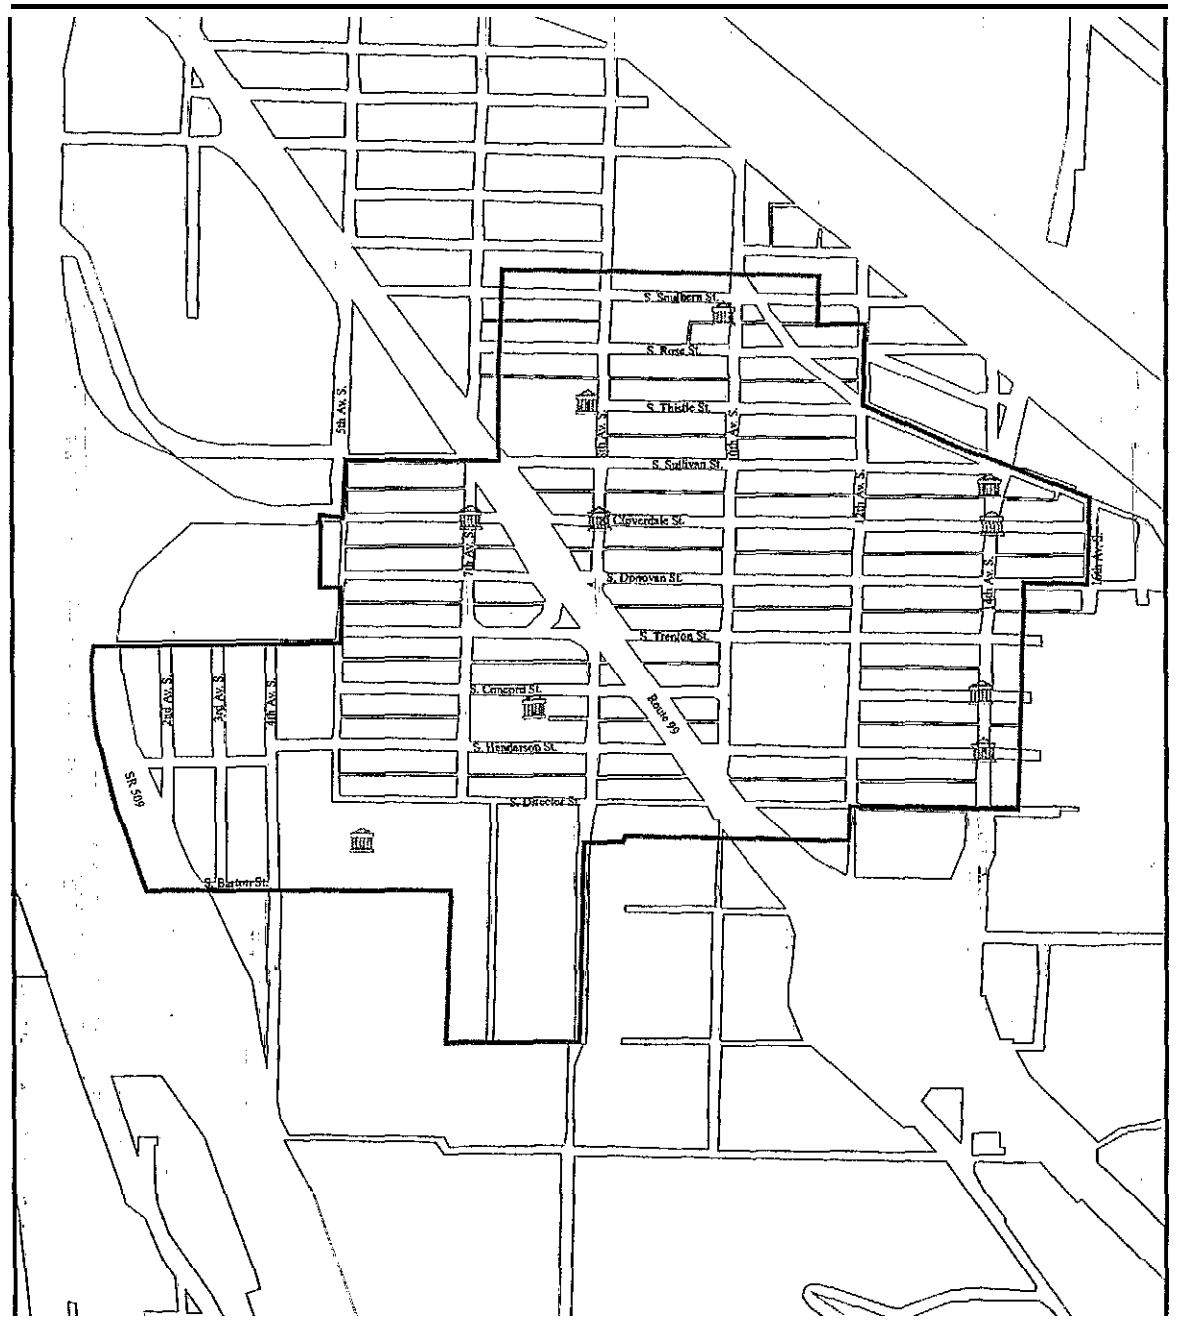 S. Southern St.
S. Rose St.
5th Av. S.
S. Thistle St.
8th Av. S.
10th Av. S.
S. Sullivan St.
12th Av. S.
Cloverdale St.
7th Av. S.
16th Av. S.
S. Donovan St.
14th Av. S.
S. Trenton St.
2nd Av. S.
3rd Av. S.
4th Av. S.
S. Concord St.
Route 99
S. Henderson St.
SR 509
S. Director St.
S. Barton St.